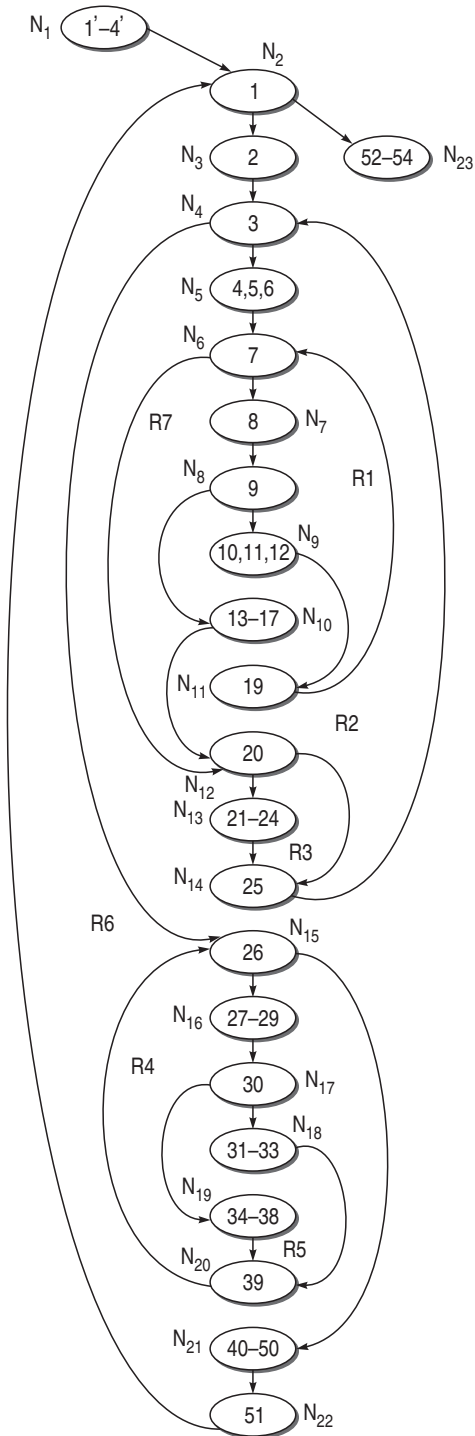 N1 1'–4'
N2
1
N3 2 52–54 N23
N4
3
N5 4,5,6
N6
7
R7 8 N7
R1
N8
9
N9
10,11,12
13–17 N10
N11 19
R2
20
N12
N13 21–24
R3
N14 25
R6 N15
26
N16 27–29
R4
30 N17
N18
31–33
N19
34–38
R5
N20
39
N21 40–50
51 N22